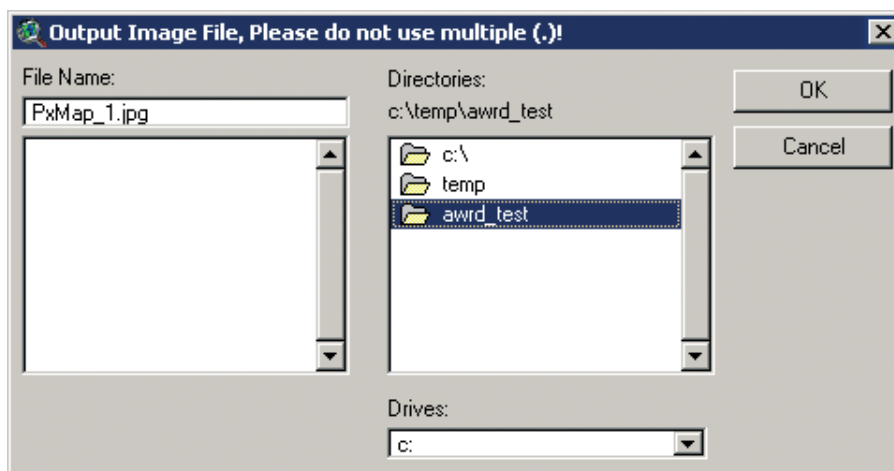 Output Image File, Please do not use multiple (.)!
File Name:
PxMap_1.jpg
Directories:
c:\temp\awrd_test
c:\
temp
awrd_test
Drives:
c:
OK
Cancel